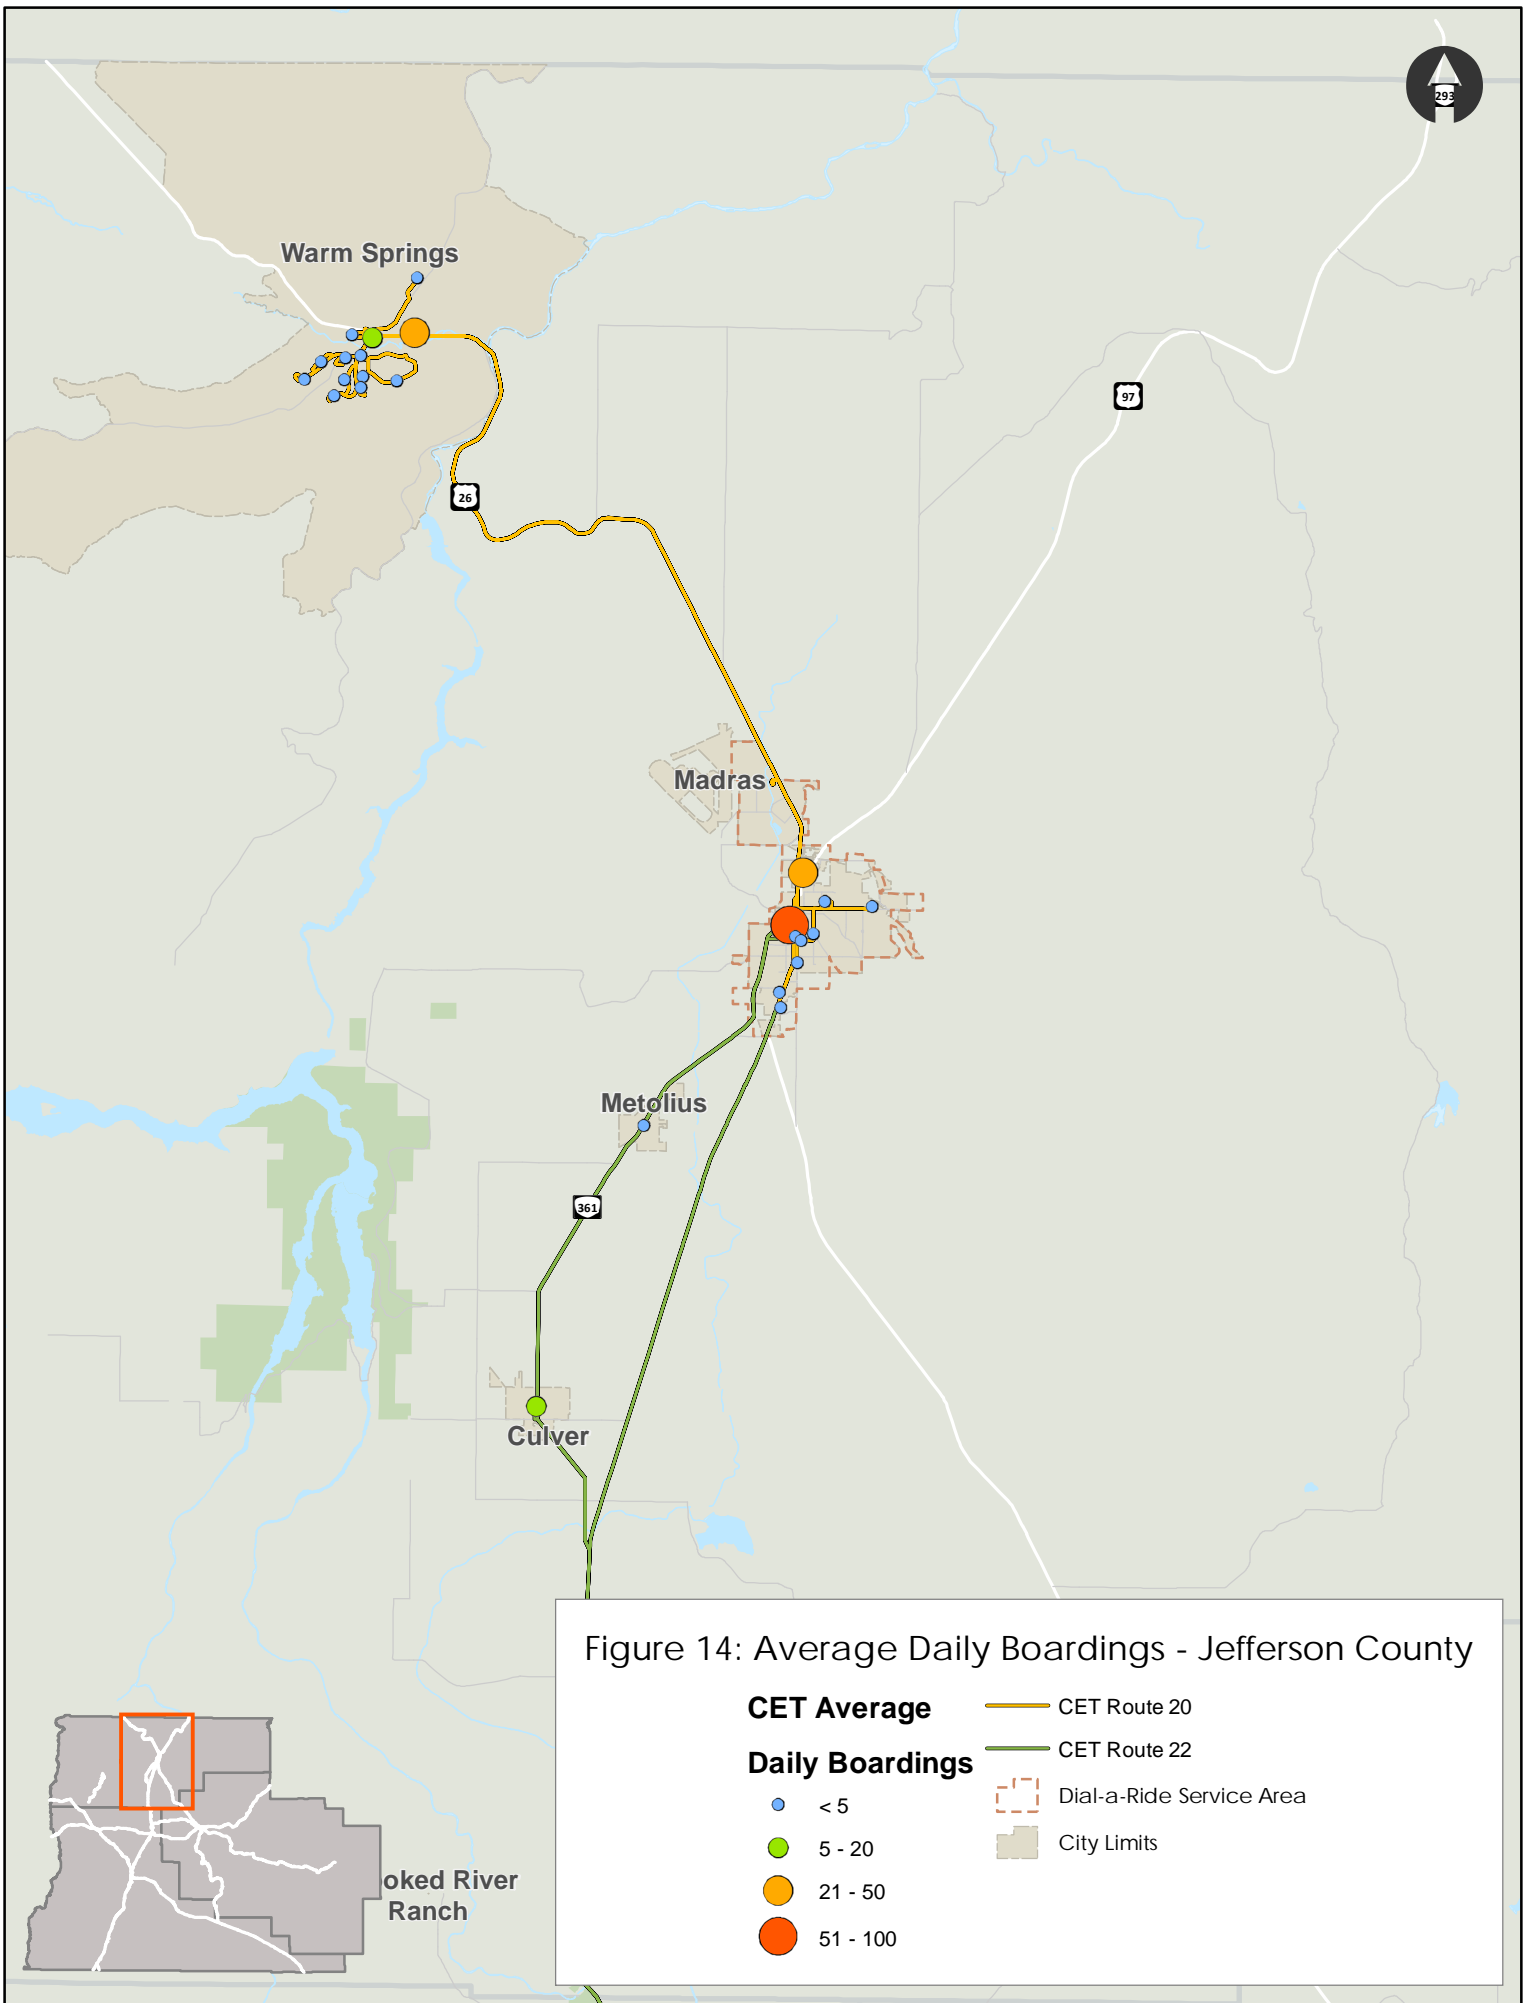 293
Warm Springs
97
26
Madras
Metolius
361
Culver
Figure 14: Average Daily Boardings - Jefferson County
CET Average
Daily Boardings
< 5
5 - 20
21 - 50
51 - 100
CET Route 20
CET Route 22
Dial-a-Ride Service Area
City Limits
ooked River
Ranch